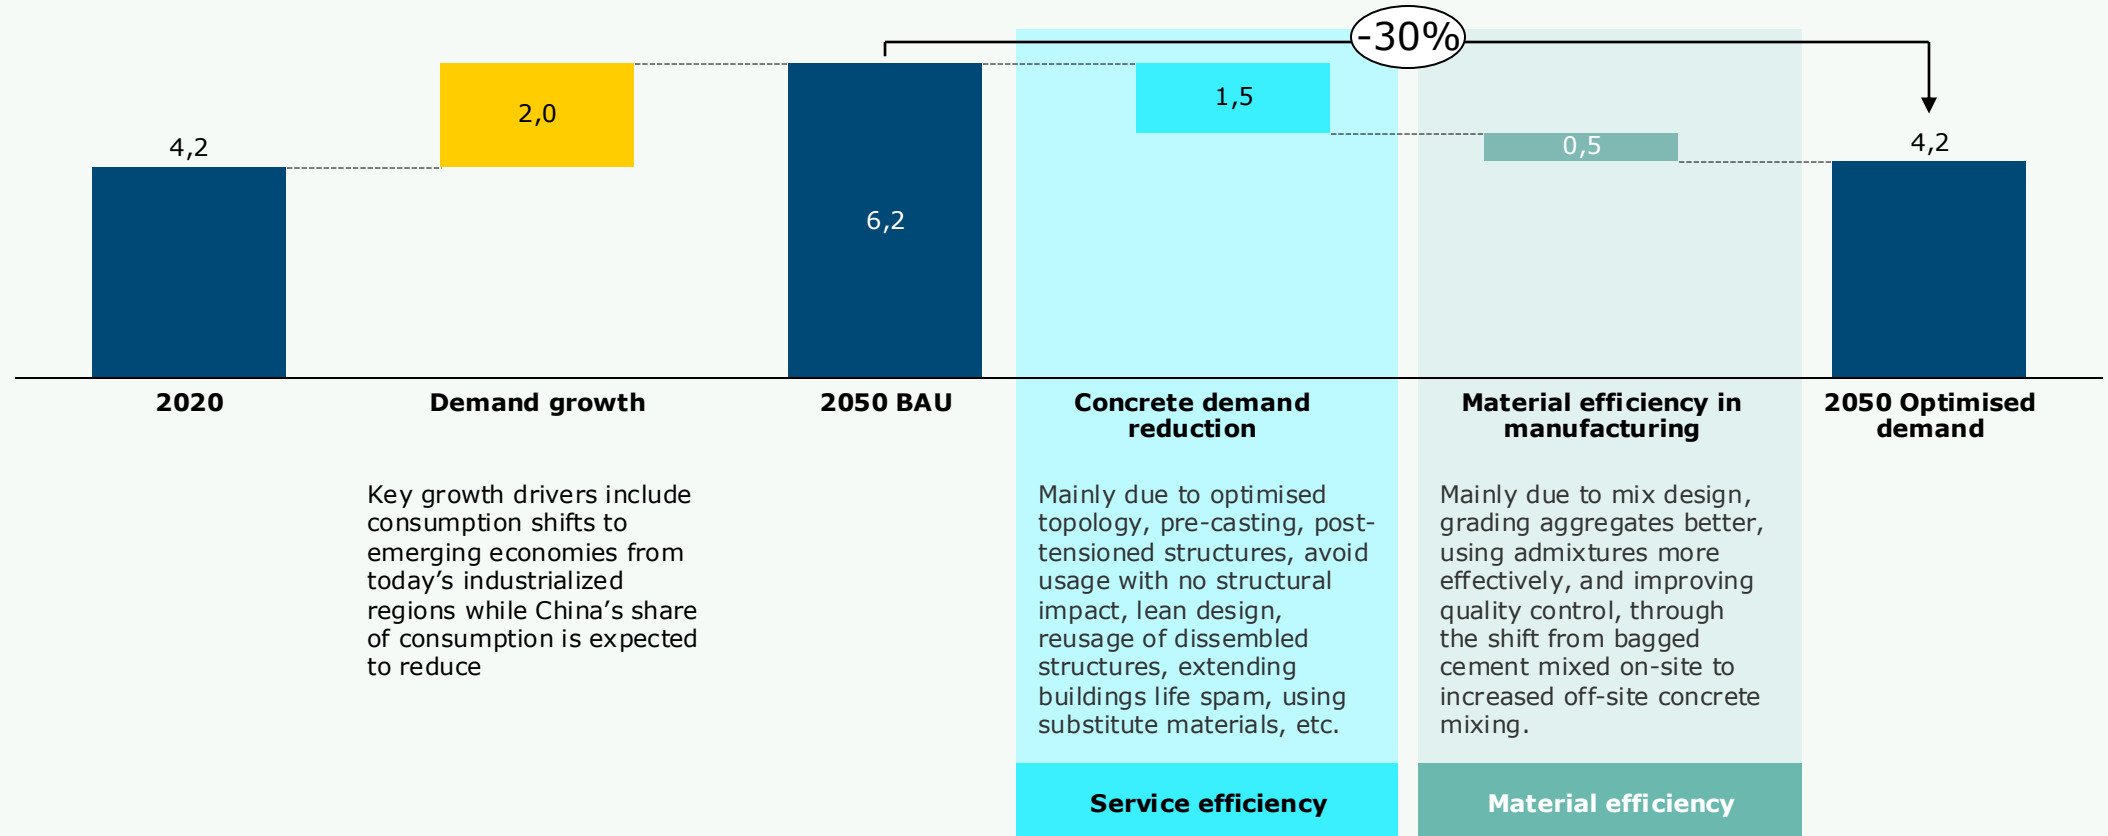 -30%
4,2
2,0
6,2
1,5
0,5
4,2
2020
Demand growth
2050 BAU
Concrete demand
reduction
Material efficiency in
manufacturing
2050 Optimised
demand
Key growth drivers include
consumption shifts to
emerging economies from
today’s industrialized
regions while China’s share
of consumption is expected
to reduce
Mainly due to optimised
topology, pre-casting, post-
tensioned structures, avoid
usage with no structural
impact, lean design,
reusage of dissembled
structures, extending
buildings life spam, using
substitute materials, etc.
Mainly due to mix design,
grading aggregates better,
using admixtures more
effectively, and improving
quality control, through
the shift from bagged
cement mixed on-site to
increased off-site concrete
mixing.
Service efficiency
Material efficiency